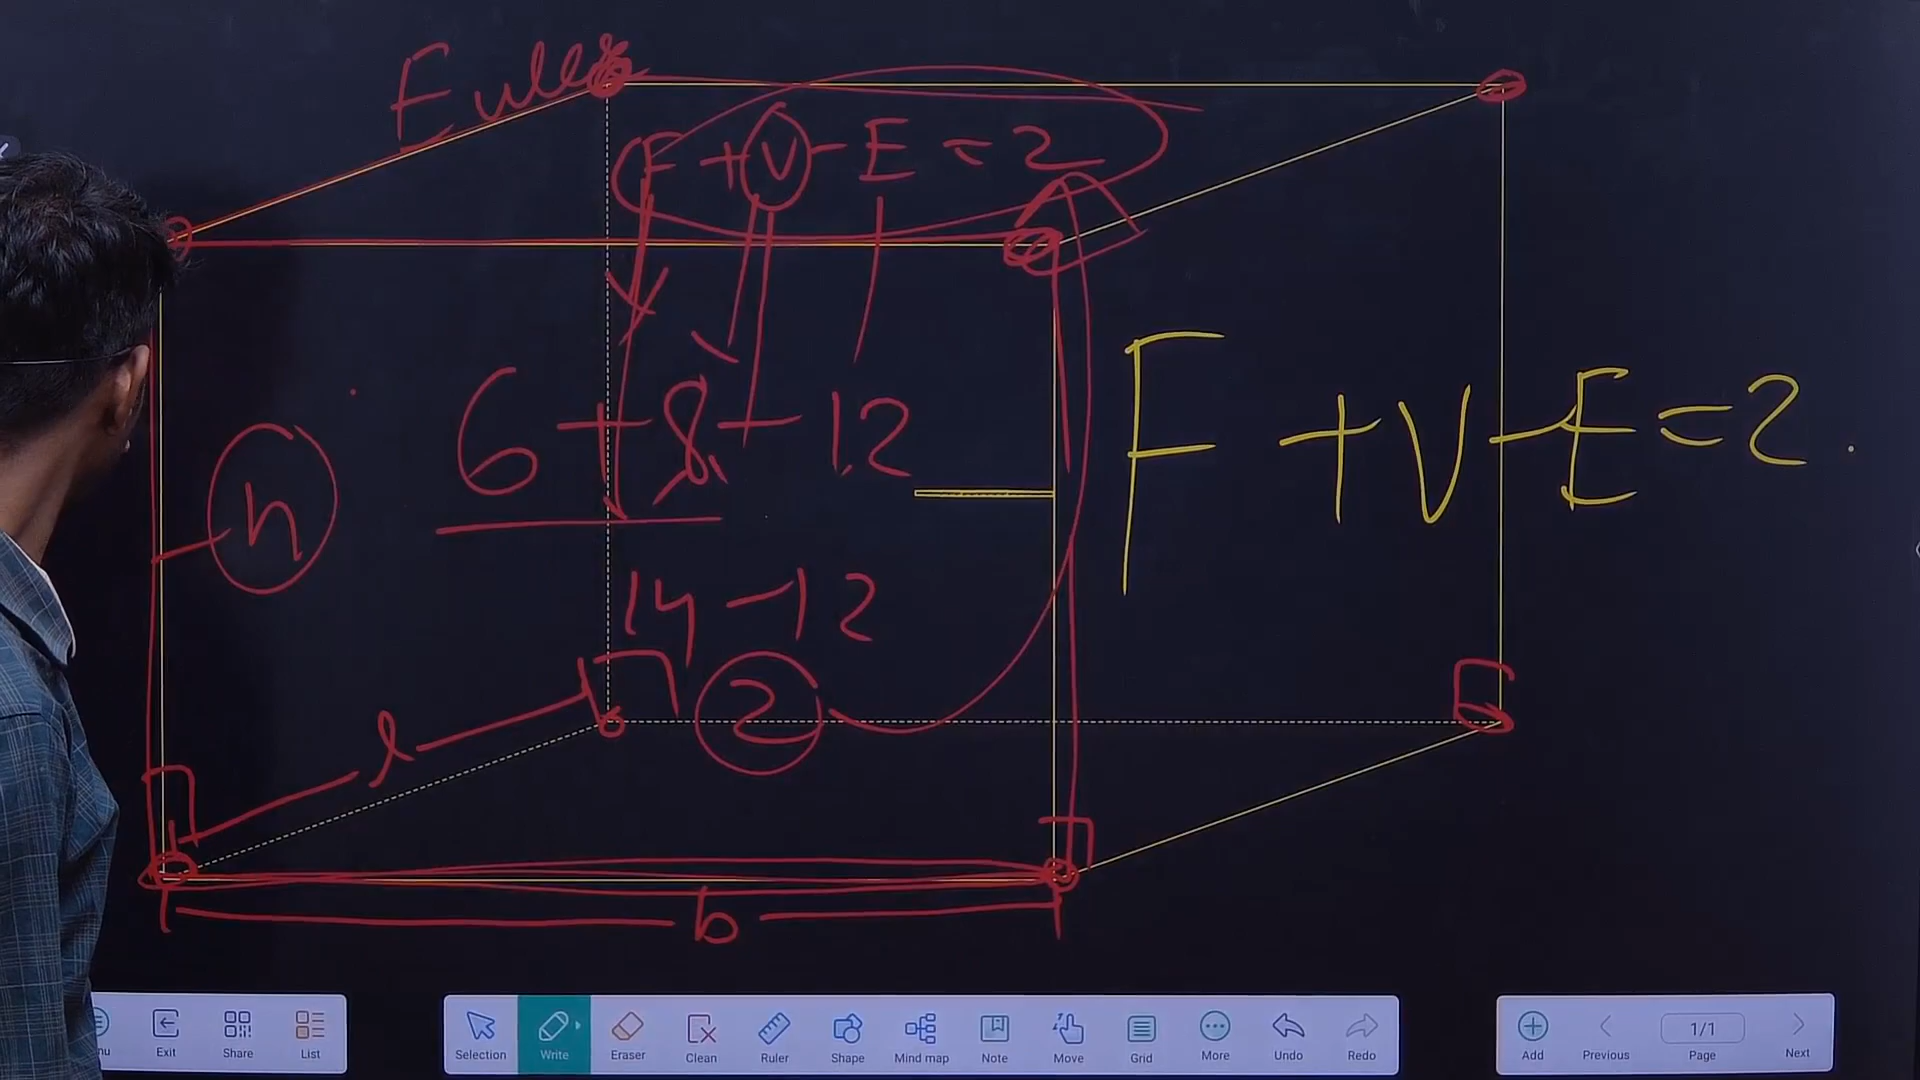 Euler
F + V - E = 2
6 + 8 - 12
F + V - E = 2
h
14 - 12
2
l
b
Exit
Share
List
Selection
Write
Eraser
Clean
Ruler
Shape
Mind map
Note
Move
Grid
More
Undo
Redo
Add
Previous
1/1
Page
Next